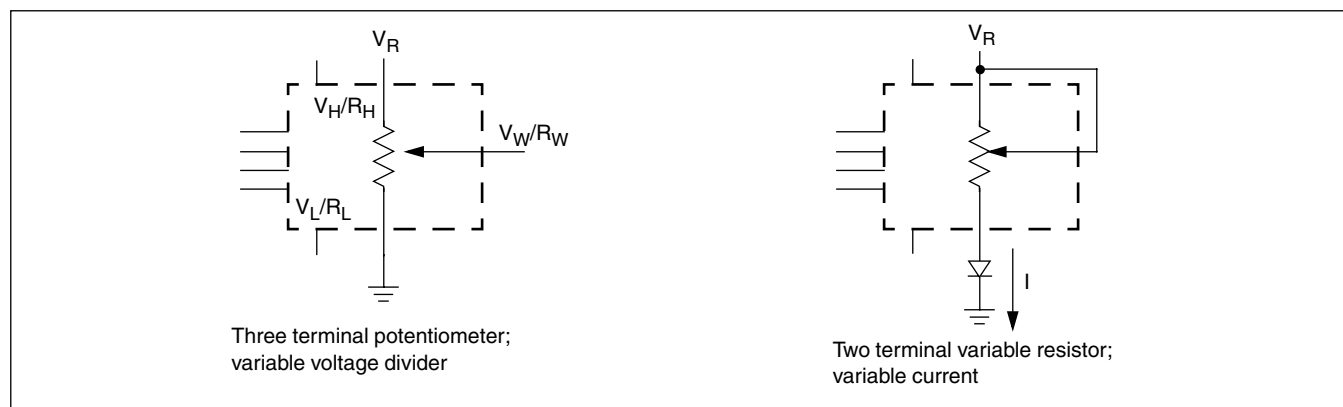 V_R
V_H/R_H
V_W/R_W
V_L/R_L
Three terminal potentiometer;
variable voltage divider
V_R
I
Two terminal variable resistor;
variable current